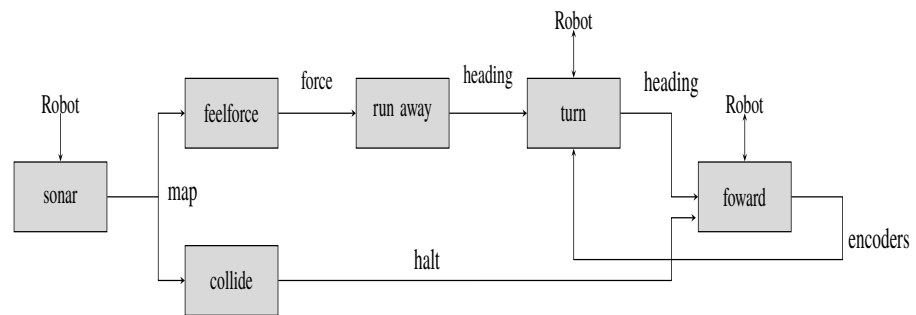 Robot
force
heading
heading
Robot
Robot
feelforce
run away
turn
sonar
map
foward
encoders
collide
halt